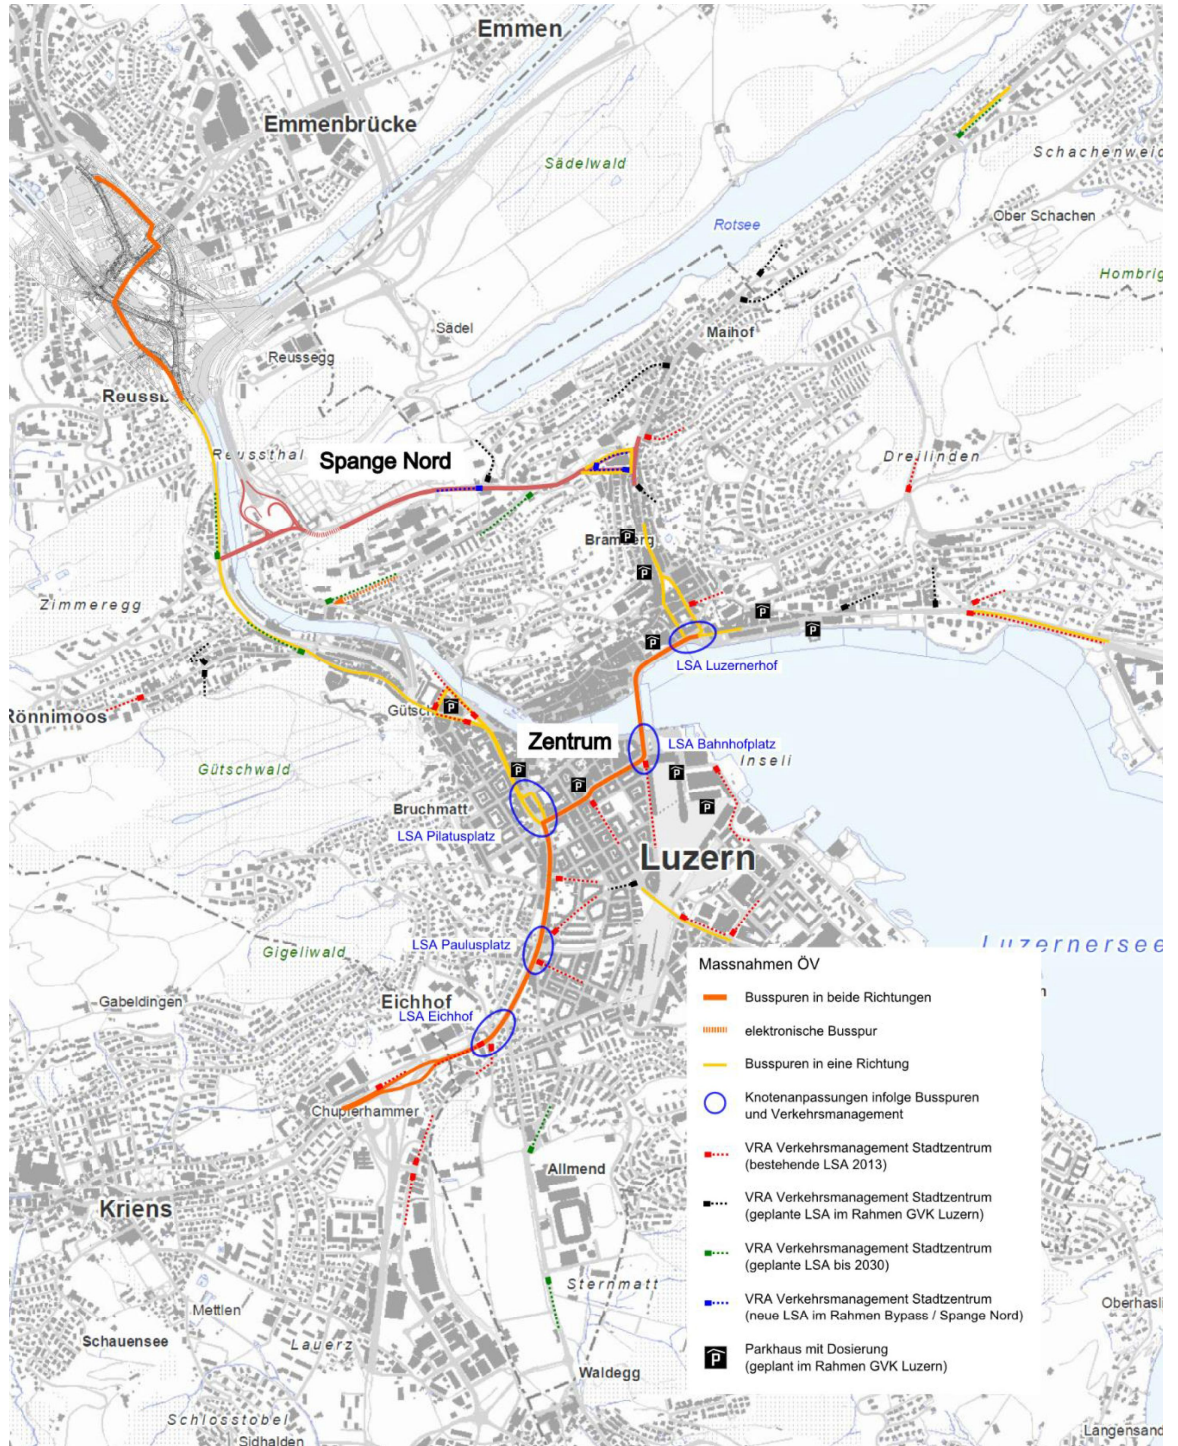 Emmen
Emmenbrücke
Sädelwald
Schachenweid
Rotsee
Ober Schachen
Hombrig
Sädel
Maihof
Reussegg
Reussb
Reussthal
Spange Nord
Dreilinden
Bramberg
Zimmeregg
LSA Luzernerhof
Rönnimoos
Gütsch
Zentrum
LSA Bahnhofplatz
Inseli
Gütschwald
Bruchmatt
LSA Pilatusplatz
Luzern
LSA Paulusplatz
Luzernersee
Gigeliwald
Gabeldingen
Eichhof
LSA Eichhof
Chupferhammer
Allmend
Kriens
Sternmatt
Mettlen
Schauensee
Lauerz
Waldegg
Schlosstobel
Sidhalden
Oberhasli
Langensand
Massnahmen ÖV
Busspuren in beide Richtungen
elektronische Busspur
Busspuren in eine Richtung
Knotenanpassungen infolge Busspuren
und Verkehrsmanagement
VRA Verkehrsmanagement Stadtzentrum
(bestehende LSA 2013)
VRA Verkehrsmanagement Stadtzentrum
(geplante LSA im Rahmen GVK Luzern)
VRA Verkehrsmanagement Stadtzentrum
(geplante LSA bis 2030)
VRA Verkehrsmanagement Stadtzentrum
(neue LSA im Rahmen Bypass / Spange Nord)
P
Parkhaus mit Dosierung
(geplant im Rahmen GVK Luzern)